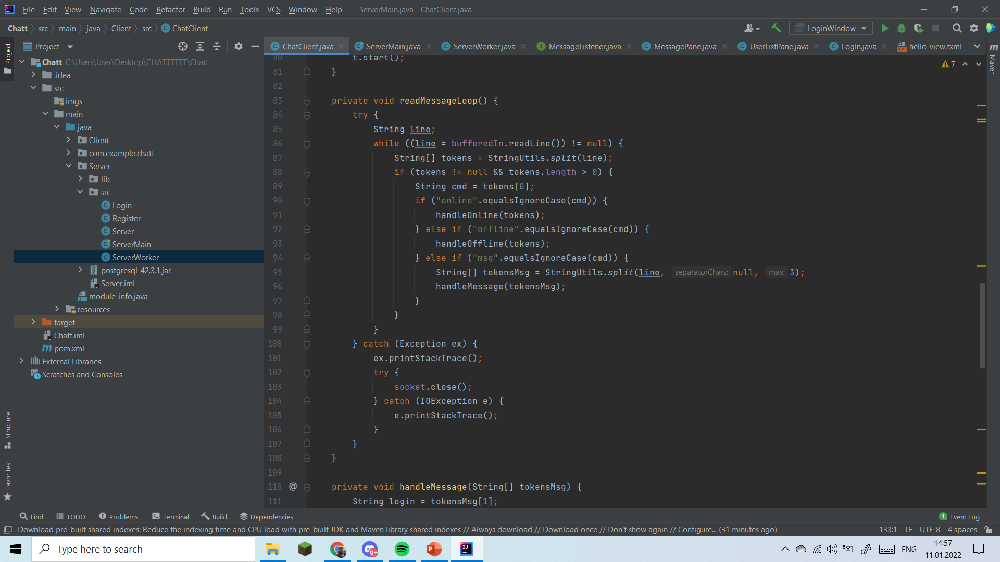 File Edit View Navigate Code Refactor Build Run Tools VCS Window Help ServerMain.java - ChatClient.java
Chatt src main java Client src ChatClient LoginWindow
Project
ChatClient.java ServerMain.java ServerWorker.java MessageListener.java MessagePane.java UserListPane.java LogIn.java hello-view.fxml
Project
Structure
Favorites
Maven
7
Chatt C:\Users\User\Desktop\CHATTTTTT\Chatt
.idea
src
imgs
main
java
Client
com.example.chatt
Server
lib
src
Login
Register
Server
ServerMain
ServerWorker
postgresql-42.3.1.jar
Server.iml
module-info.java
resources
target
Chatt.iml
pom.xml
External Libraries
Scratches and Consoles
80 t.start();
81 }
82
83 private void readMessageLoop() {
84 try {
85 String line;
86 while ((line = bufferedIn.readLine()) != null) {
87 String[] tokens = StringUtils.split(line);
88 if (tokens != null && tokens.length > 0) {
89 String cmd = tokens[0];
90 if ("online".equalsIgnoreCase(cmd)) {
91 handleOnline(tokens);
92 } else if ("offline".equalsIgnoreCase(cmd)) {
93 handleOffline(tokens);
94 } else if ("msg".equalsIgnoreCase(cmd)) {
95 String[] tokensMsg = StringUtils.split(line, separatorChars: null, max: 3);
96 handleMessage(tokensMsg);
97 }
98 }
99 }
100 } catch (Exception ex) {
101 ex.printStackTrace();
102 try {
103 socket.close();
104 } catch (IOException e) {
105 e.printStackTrace();
106 }
107 }
108 }
109
110 @ private void handleMessage(String[] tokensMsg) {
111 String login = tokensMsg[1];
Find TODO Problems Terminal Build Dependencies 1 Event Log
Download pre-built shared indexes: Reduce the indexing time and CPU load with pre-built JDK and Maven library shared indexes // Always download // Download once // Don't show again // Configure... (31 minutes ago) 133:1 LF UTF-8 4 spaces
Type here to search 9+ P ENG
14:57
11.01.2022